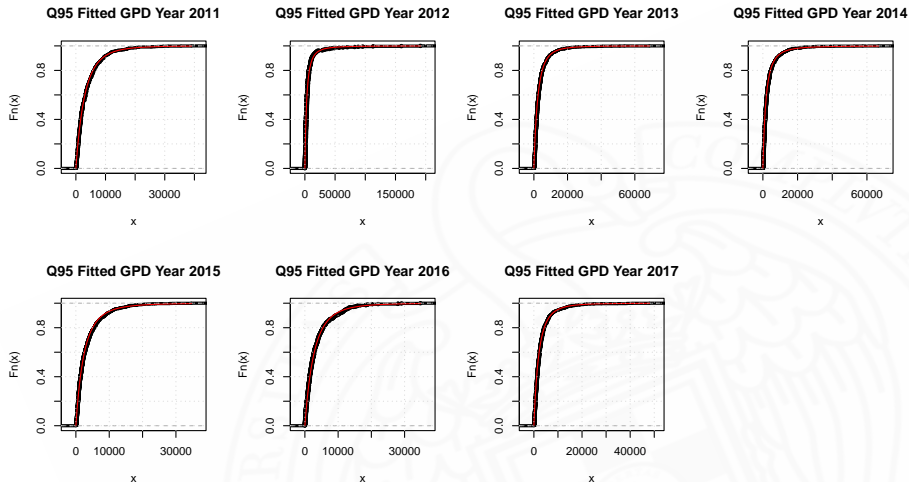 Q95 Fitted GPD Year 2011
Fn(x)
0.0 0.4 0.8
0 10000 30000
x
Q95 Fitted GPD Year 2012
Fn(x)
0.0 0.4 0.8
0 50000 150000
x
Q95 Fitted GPD Year 2013
Fn(x)
0.0 0.4 0.8
0 20000 60000
x
Q95 Fitted GPD Year 2014
Fn(x)
0.0 0.4 0.8
0 20000 60000
x
Q95 Fitted GPD Year 2015
Fn(x)
0.0 0.4 0.8
0 10000 30000
x
Q95 Fitted GPD Year 2016
Fn(x)
0.0 0.4 0.8
0 10000 30000
x
Q95 Fitted GPD Year 2017
Fn(x)
0.0 0.4 0.8
0 20000 40000
x